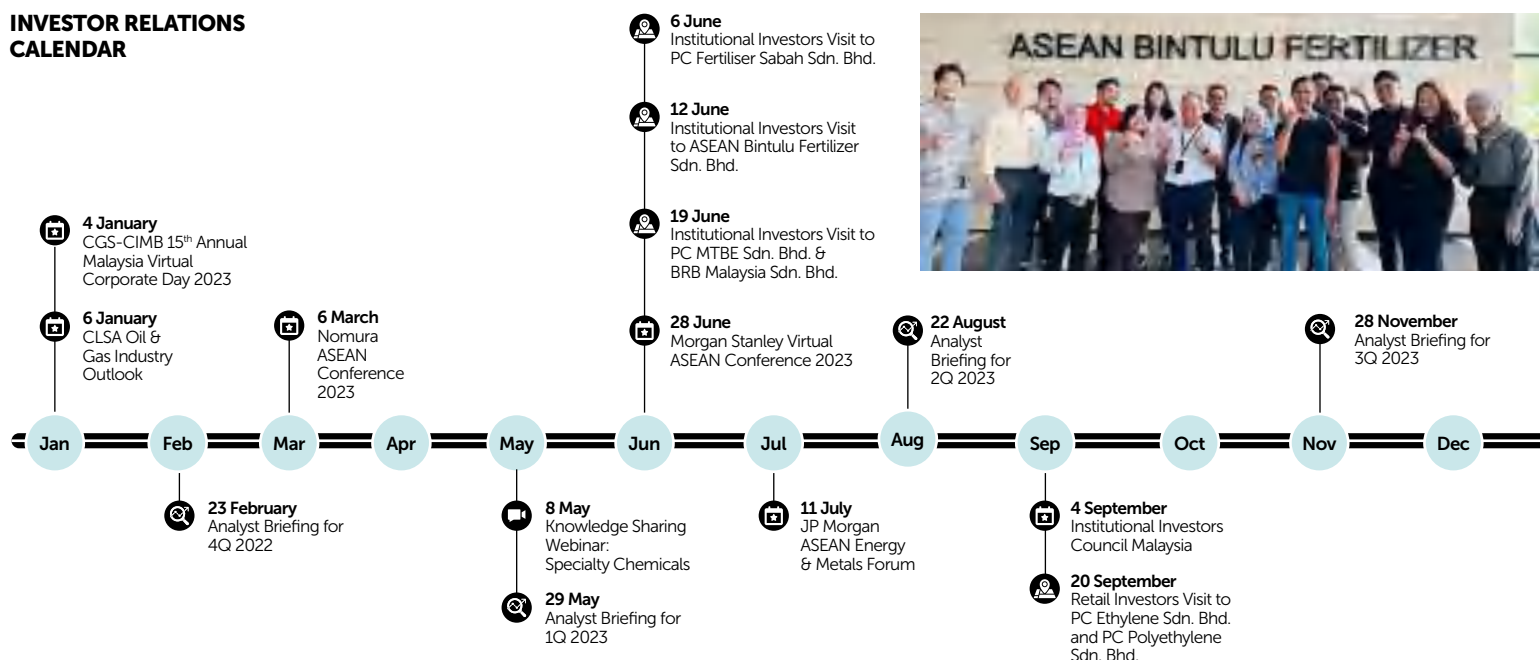 INVESTOR RELATIONS
CALENDAR
4 January
CGS-CIMB 15th Annual
Malaysia Virtual
Corporate Day 2023
6 January
CLSA Oil &
Gas Industry
Outlook
6 March
Nomura
ASEAN
Conference
2023
6 June
Institutional Investors Visit to
PC Fertiliser Sabah Sdn. Bhd.
12 June
Institutional Investors Visit
to ASEAN Bintulu Fertilizer
Sdn. Bhd.
19 June
Institutional Investors Visit to
PC MTBE Sdn. Bhd. &
BRB Malaysia Sdn. Bhd.
28 June
Morgan Stanley Virtual
ASEAN Conference 2023
ASEAN BINTULU FERTILIZER
22 August
Analyst
Briefing for
2Q 2023
28 November
Analyst Briefing for
3Q 2023
Jan
Feb
Mar
Apr
May
Jun
Jul
Aug
Sep
Oct
Nov
Dec
23 February
Analyst Briefing for
4Q 2022
8 May
Knowledge Sharing
Webinar:
Specialty Chemicals
29 May
Analyst Briefing for
1Q 2023
11 July
JP Morgan
ASEAN Energy
& Metals Forum
4 September
Institutional Investors
Council Malaysia
20 September
Retail Investors Visit to
PC Ethylene Sdn. Bhd.
and PC Polyethylene
Sdn. Bhd.